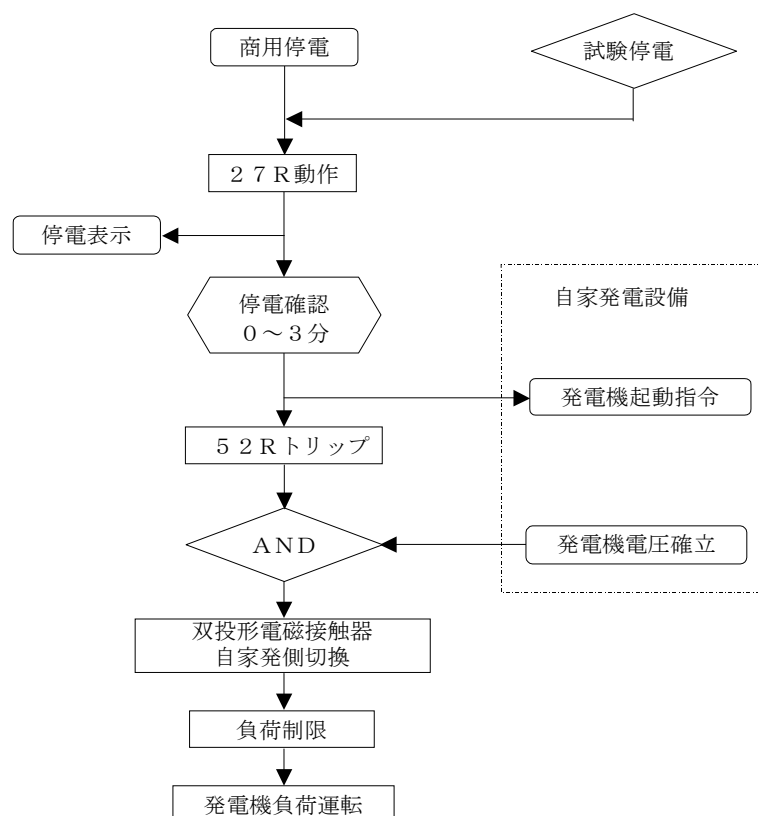 商用停電
試験停電
２７Ｒ動作
停電表示
停電確認
０～３分
自家発電設備
発電機起動指令
５２Ｒトリップ
ＡＮＤ
発電機電圧確立
双投形電磁接触器
自家発側切換
負荷制限
発電機負荷運転